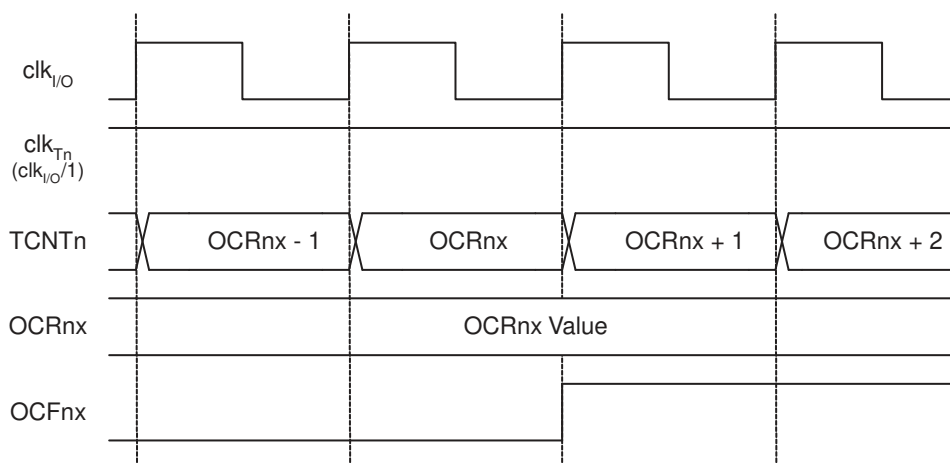 clkI/O
clkTn
(clkI/O/1)
TCNTn OCRnx - 1 OCRnx OCRnx + 1 OCRnx + 2
OCRnx OCRnx Value
OCFnx